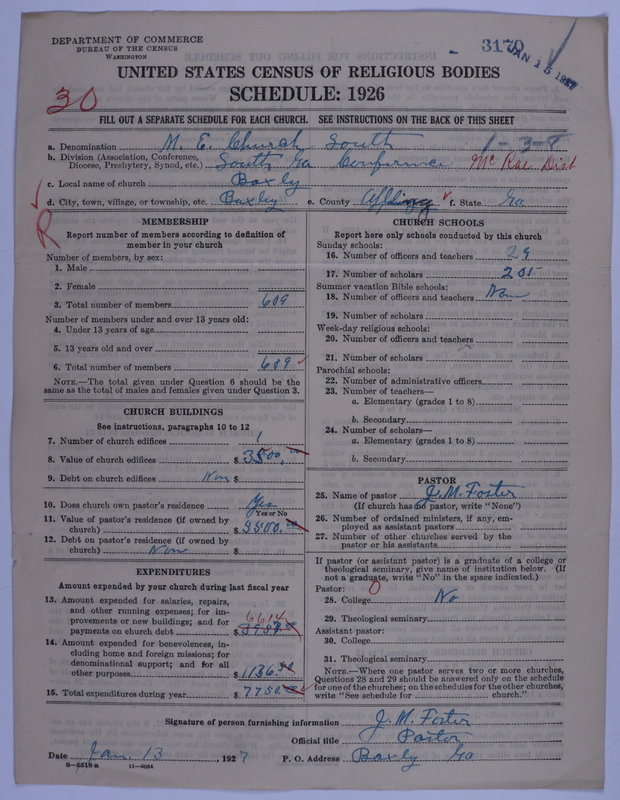 DEPARTMENT OF COMMERCE
BUREAU OF THE CENSUS
WASHINGTON
3170
JAN 15 1927
UNITED STATES CENSUS OF RELIGIOUS BODIES
SCHEDULE: 1926
30
FILL OUT A SEPARATE SCHEDULE FOR EACH CHURCH. SEE INSTRUCTIONS ON THE BACK OF THIS SHEET
a. Denomination M. E. Church South 1-3-8
b. Division (Association, Conference, Diocese, Presbytery, Synod, etc.) South Ga Conference Mc Rae Dist
c. Local name of church Baxly
d. City, town, village, or township, etc. Baxley e. County Appling f. State Ga
R
MEMBERSHIP
Report number of members according to definition of member in your church
Number of members, by sex:
1. Male
2. Female
3. Total number of members 609
Number of members under and over 13 years old:
4. Under 13 years of age
5. 13 years old and over
6. Total number of members 609
NOTE.—The total given under Question 6 should be the same as the total of males and females given under Question 3.
CHURCH BUILDINGS
See instructions, paragraphs 10 to 12
7. Number of church edifices 1
8. Value of church edifices $ 3500.00
9. Debt on church edifices None $
10. Does church own pastor's residence Yes
Yes or No
11. Value of pastor's residence (if owned by church) $ 3500.00
12. Debt on pastor's residence (if owned by church) None $
EXPENDITURES
Amount expended by your church during last fiscal year
13. Amount expended for salaries, repairs, and other running expenses; for improvements or new buildings; and for payments on church debt $ 6614
14. Amount expended for benevolences, including home and foreign missions; for denominational support; and for all other purposes $ 1136
15. Total expenditures during year $ 7750
CHURCH SCHOOLS
Report here only schools conducted by this church
Sunday schools:
16. Number of officers and teachers 29
17. Number of scholars 205
Summer vacation Bible schools:
18. Number of officers and teachers None
19. Number of scholars
Week-day religious schools:
20. Number of officers and teachers
21. Number of scholars
Parochial schools:
22. Number of administrative officers
23. Number of teachers—
a. Elementary (grades 1 to 8)
b. Secondary
24. Number of scholars—
a. Elementary (grades 1 to 8)
b. Secondary
PASTOR
25. Name of pastor J. M. Foster
(If church has no pastor, write "None")
26. Number of ordained ministers, if any, employed as assistant pastors
27. Number of other churches served by the pastor or his assistants
If pastor (or assistant pastor) is a graduate of a college or theological seminary, give name of institution below. (If not a graduate, write "No" in the space indicated.)
Pastor: 0
28. College No
29. Theological seminary
Assistant pastor:
30. College
31. Theological seminary
NOTE.—Where one pastor serves two or more churches, Questions 28 and 29 should be answered only on the schedule for one of the churches; on the schedules for the other churches, write "See schedule for church."
Signature of person furnishing information J. M. Foster
Official title Pastor
Date Jan. 13, 1927 P. O. Address Baxly Ga
8-5518a 11-9054